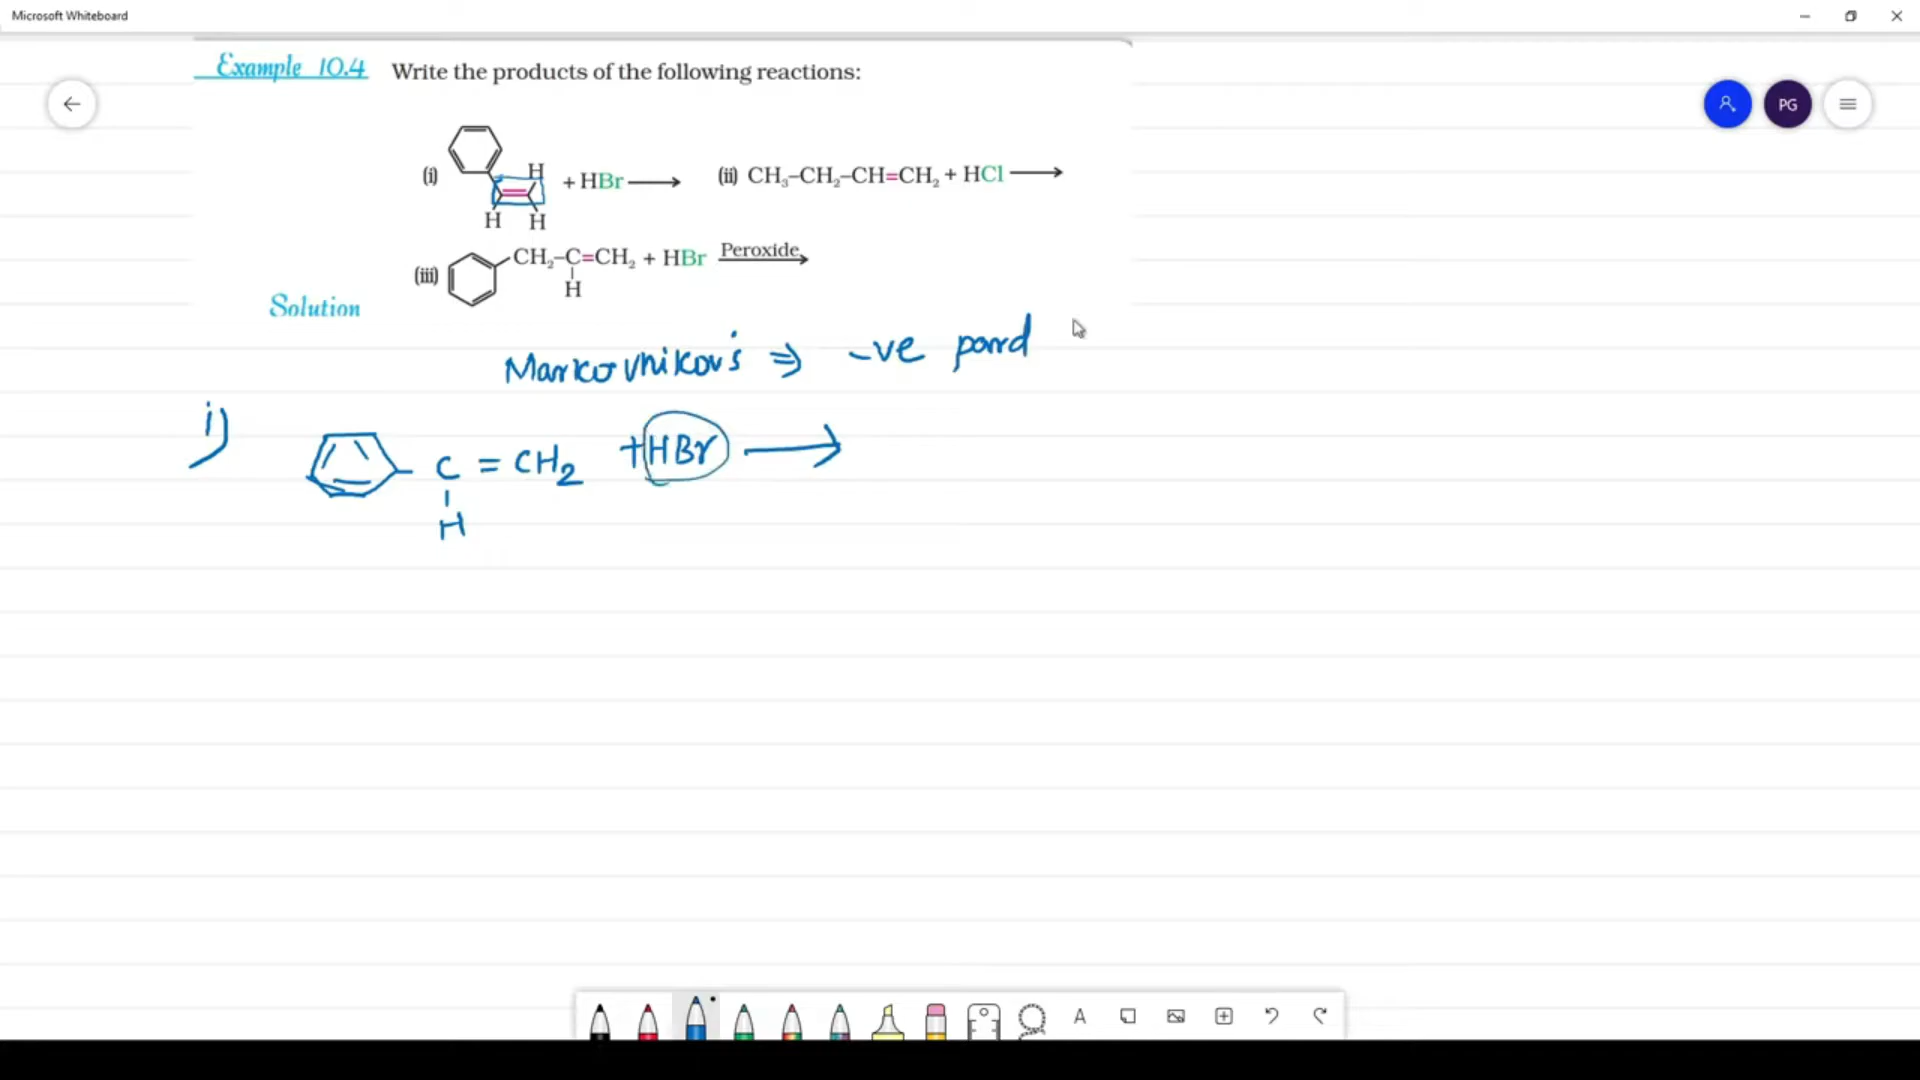 Microsoft Whiteboard
Example 10.4 Write the products of the following reactions:
PG
(i) H H H + HBr ⟶ (ii) CH₃–CH₂–CH=CH₂ + HCl ⟶
(iii) CH₂–C=CH₂ + HBr Peroxide
H
Solution
Markovnikov's ⇒ -ve
i) C = CH₂ + HBr ⟶
H
A